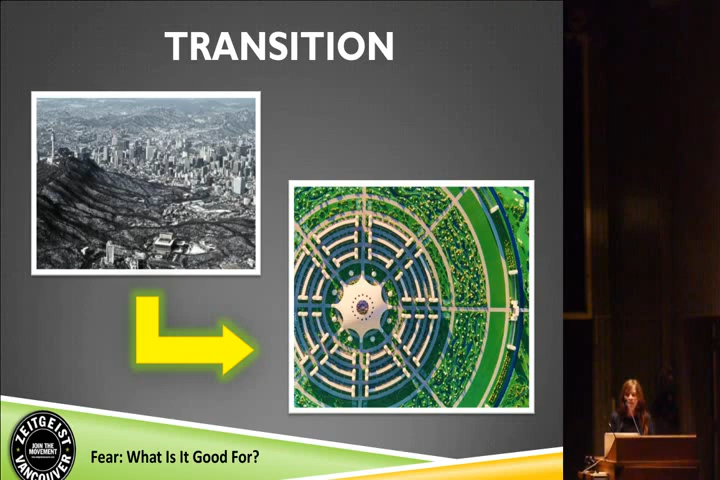 TRANSITION
ZEITGEIST
JOIN THE
MOVEMENT
VANCOUVER
Fear: What Is It Good For?